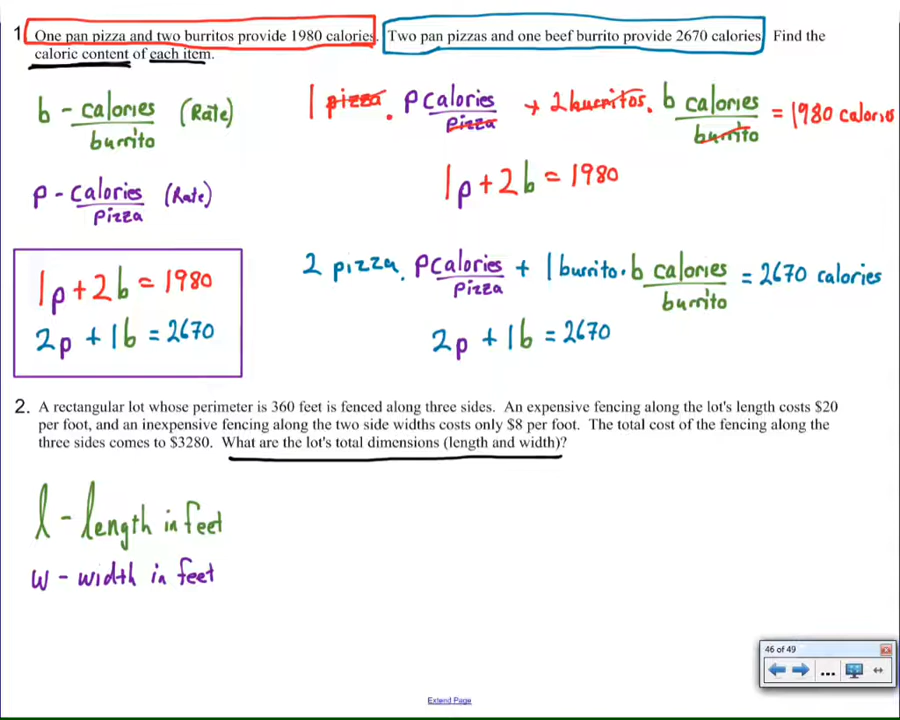 1 One pan pizza and two burritos provide 1980 calories. Two pan pizzas and one beef burrito provide 2670 calories. Find the
caloric content of each item.
b - calories/burrito (Rate)
1 pizza · p calories/pizza + 2 burritos · b calories/burrito = 1980 calories
1p + 2b = 1980
p - calories/pizza (Rate)
1p + 2b = 1980
2p + 1b = 2670
2 pizza · p calories/pizza + 1 burrito · b calories/burrito = 2670 calories
2p + 1b = 2670
2. A rectangular lot whose perimeter is 360 feet is fenced along three sides. An expensive fencing along the lot's length costs $20
per foot, and an inexpensive fencing along the two side widths costs only $8 per foot. The total cost of the fencing along the
three sides comes to $3280. What are the lot's total dimensions (length and width)?
l - length in feet
w - width in feet
46 of 49
...
Extend Page